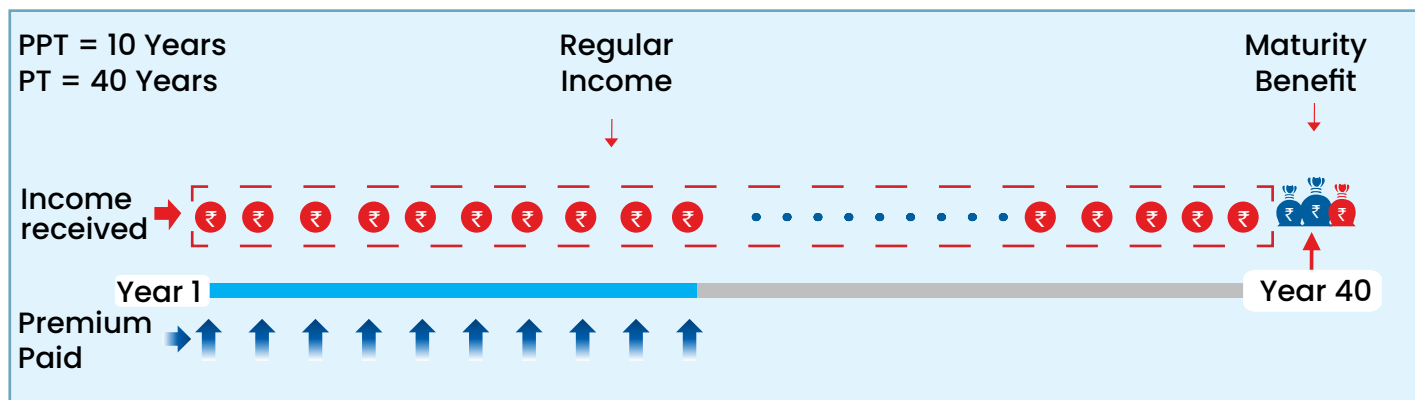 PPT = 10 Years
PT = 40 Years
Regular
Income
Maturity
Benefit
Income
received
₹ ₹ ₹ ₹ ₹ ₹ ₹ ₹ ₹ ₹ ₹ ₹ ₹ ₹ ₹ ₹ ₹ ₹
Year 1
Year 40
Premium
Paid